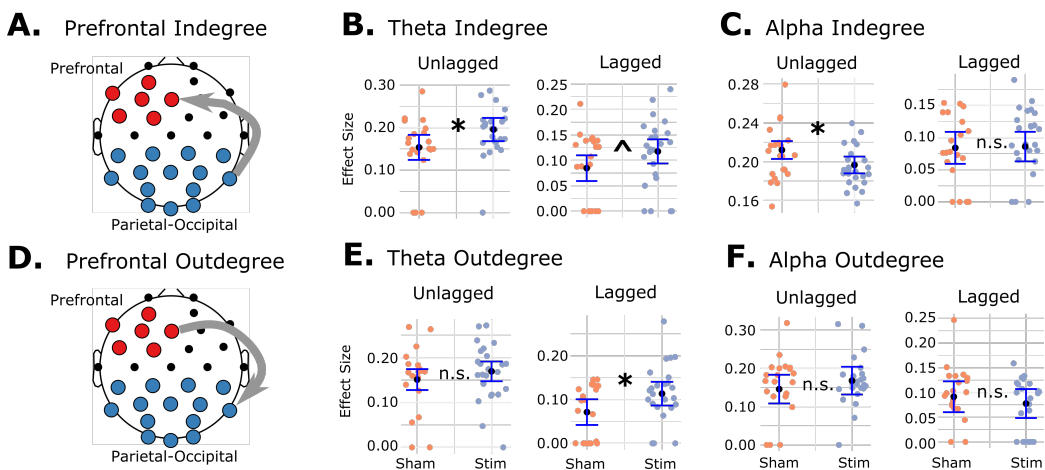 A. Prefrontal Indegree
Prefrontal
Parietal-Occipital
B. Theta Indegree
Unlagged
Lagged
Effect Size
0.30
0.20
0.10
0.00
*
0.25
0.20
0.15
0.10
0.05
0.00
^
C. Alpha Indegree
Unlagged
Lagged
0.28
0.24
0.20
0.16
*
0.15
0.10
0.05
0.00
n.s.
D. Prefrontal Outdegree
Prefrontal
Parietal-Occipital
E. Theta Outdegree
Unlagged
Lagged
Effect Size
0.20
0.10
0.00
n.s.
0.20
0.10
0.00
*
Sham Stim Sham Stim
F. Alpha Outdegree
Unlagged
Lagged
0.30
0.20
0.10
0.00
n.s.
0.25
0.20
0.15
0.10
0.05
0.00
n.s.
Sham Stim Sham Stim